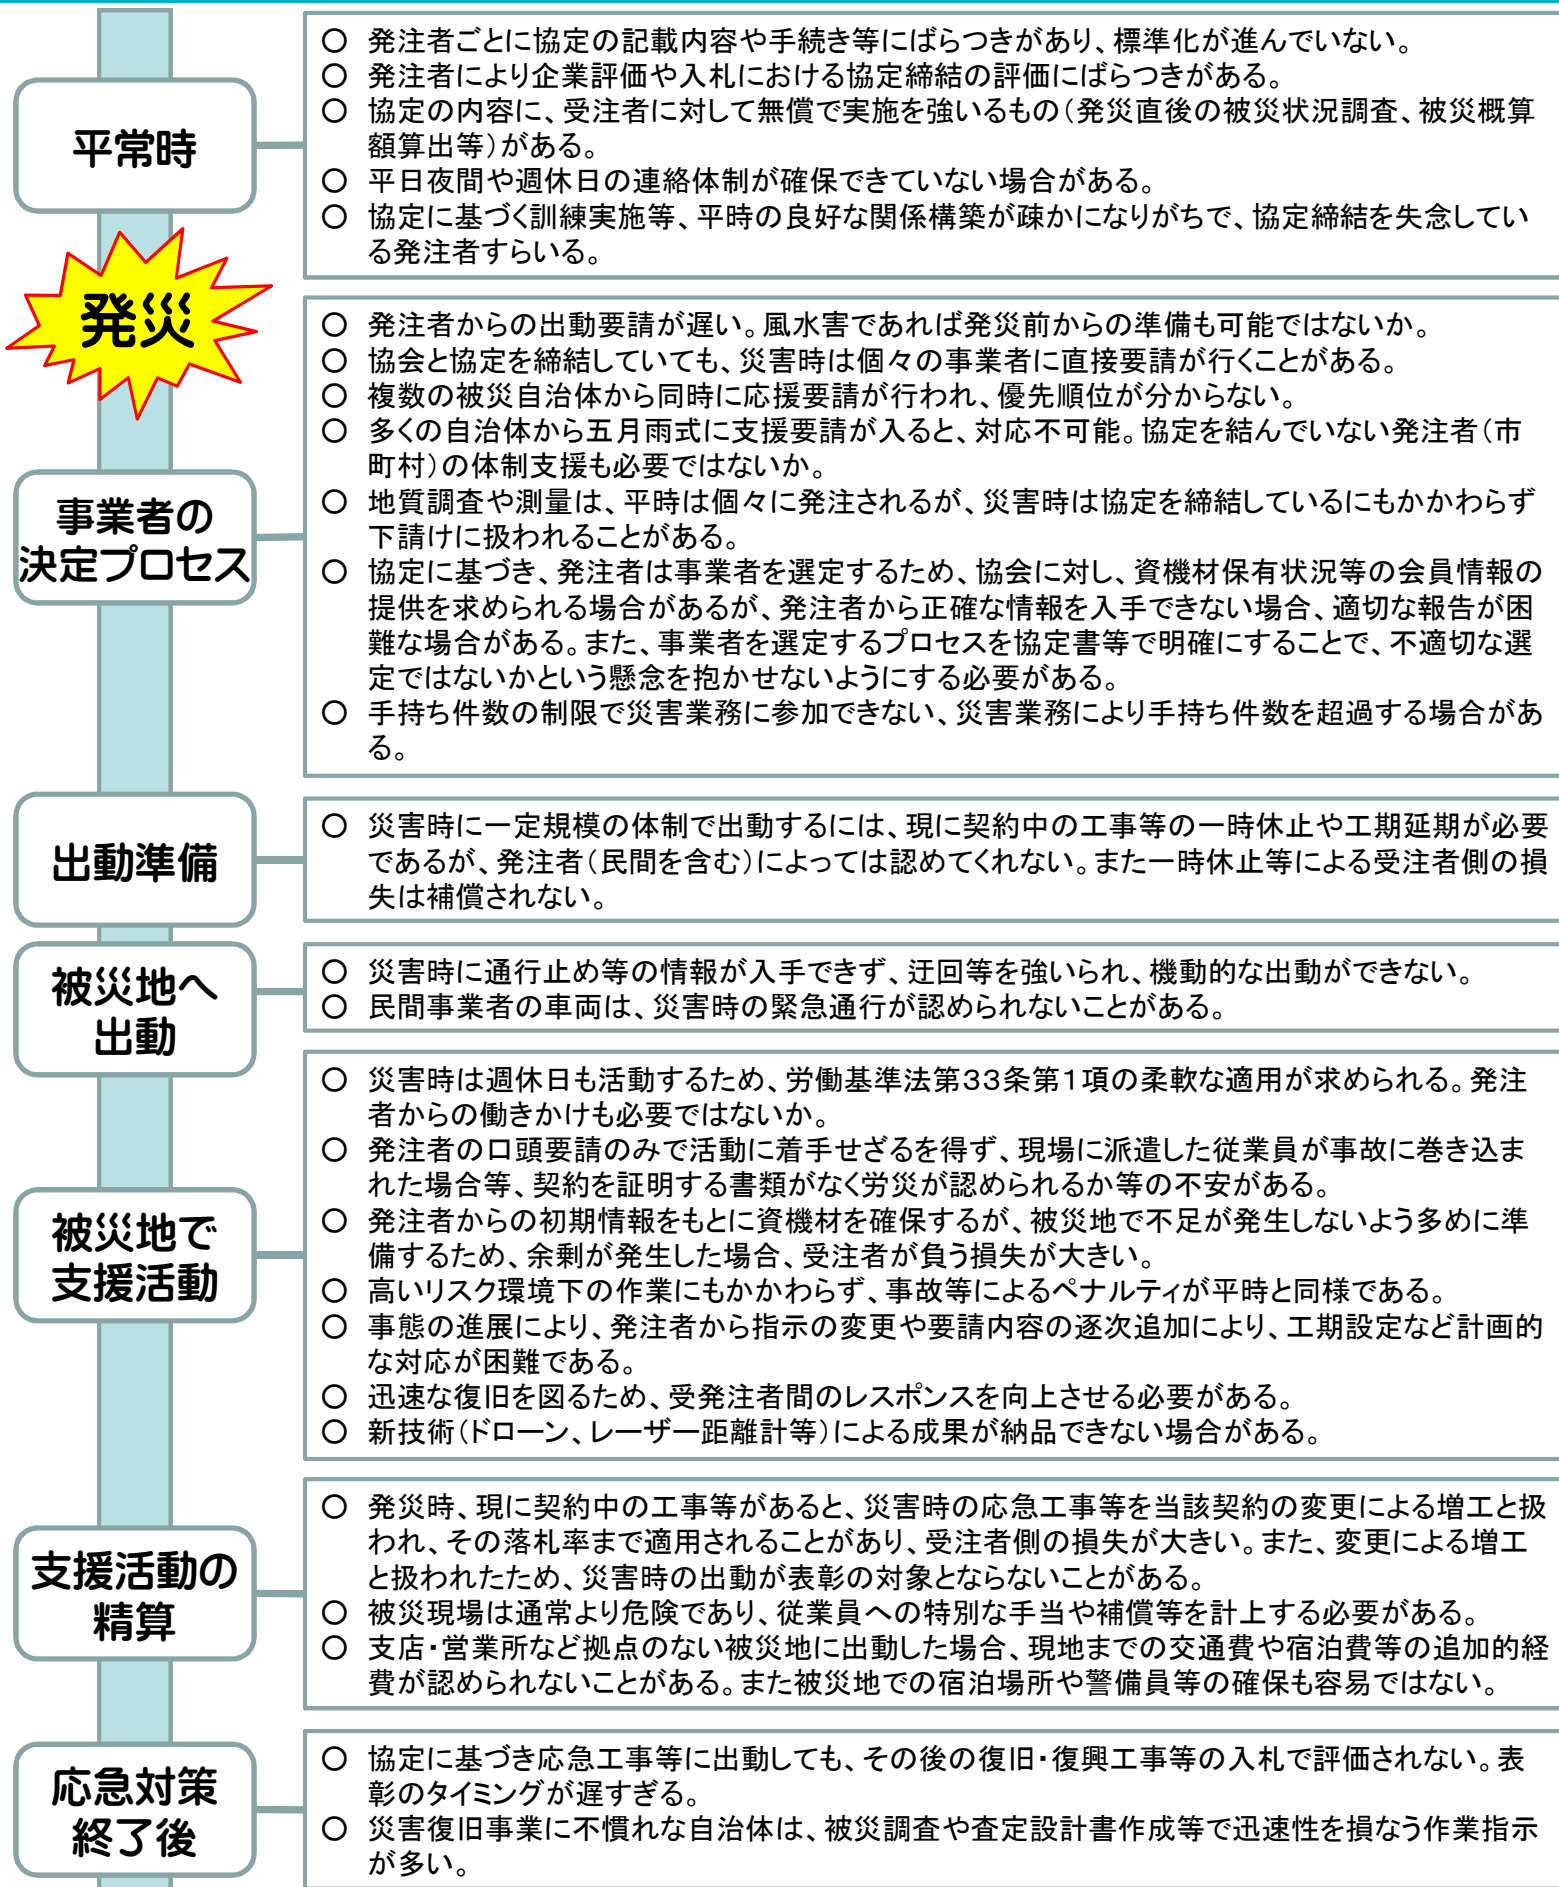 平常時
○ 発注者ごとに協定の記載内容や手続き等にばらつきがあり、標準化が進んでいない。
○ 発注者により企業評価や入札における協定締結の評価にばらつきがある。
○ 協定の内容に、受注者に対して無償で実施を強いるもの（発災直後の被災状況調査、被災概算
額算出等）がある。
○ 平日夜間や週休日の連絡体制が確保できていない場合がある。
○ 協定に基づく訓練実施等、平時の良好な関係構築が疎かになりがちで、協定締結を失念してい
る発注者すらいる。
発災
事業者の
決定プロセス
○ 発注者からの出動要請が遅い。風水害であれば発災前からの準備も可能ではないか。
○ 協会と協定を締結していても、災害時は個々の事業者に直接要請が行くことがある。
○ 複数の被災自治体から同時に応援要請が行われ、優先順位が分からない。
○ 多くの自治体から五月雨式に支援要請が入ると、対応不可能。協定を結んでいない発注者（市
町村）の体制支援も必要ではないか。
○ 地質調査や測量は、平時は個々に発注されるが、災害時は協定を締結しているにもかかわらず
下請けに扱われることがある。
○ 協定に基づき、発注者は事業者を選定するため、協会に対し、資機材保有状況等の会員情報の
提供を求められる場合があるが、発注者から正確な情報を入手できない場合、適切な報告が困
難な場合がある。また、事業者を選定するプロセスを協定書等で明確にすることで、不適切な選
定ではないかという懸念を抱かせないようにする必要がある。
○ 手持ち件数の制限で災害業務に参加できない、災害業務により手持ち件数を超過する場合があ
る。
出動準備
○ 災害時に一定規模の体制で出動するには、現に契約中の工事等の一時休止や工期延期が必要
であるが、発注者（民間を含む）によっては認めてくれない。また一時休止等による受注者側の損
失は補償されない。
被災地へ
出動
○ 災害時に通行止め等の情報が入手できず、迂回等を強いられ、機動的な出動ができない。
○ 民間事業者の車両は、災害時の緊急通行が認められないことがある。
被災地で
支援活動
○ 災害時は週休日も活動するため、労働基準法第３３条第１項の柔軟な適用が求められる。発注
者からの働きかけも必要ではないか。
○ 発注者の口頭要請のみで活動に着手せざるを得ず、現場に派遣した従業員が事故に巻き込ま
れた場合等、契約を証明する書類がなく労災が認められるか等の不安がある。
○ 発注者からの初期情報をもとに資機材を確保するが、被災地で不足が発生しないよう多めに準
備するため、余剰が発生した場合、受注者が負う損失が大きい。
○ 高いリスク環境下の作業にもかかわらず、事故等によるペナルティが平時と同様である。
○ 事態の進展により、発注者から指示の変更や要請内容の逐次追加により、工期設定など計画的
な対応が困難である。
○ 迅速な復旧を図るため、受発注者間のレスポンスを向上させる必要がある。
○ 新技術（ドローン、レーザー距離計等）による成果が納品できない場合がある。
支援活動の
精算
○ 発災時、現に契約中の工事等があると、災害時の応急工事等を当該契約の変更による増工と扱
われ、その落札率まで適用されることがあり、受注者側の損失が大きい。また、変更による増工
と扱われたため、災害時の出動が表彰の対象とならないことがある。
○ 被災現場は通常より危険であり、従業員への特別な手当や補償等を計上する必要がある。
○ 支店・営業所など拠点のない被災地に出動した場合、現地までの交通費や宿泊費等の追加的経
費が認められないことがある。また被災地での宿泊場所や警備員等の確保も容易ではない。
応急対策
終了後
○ 協定に基づき応急工事等に出動しても、その後の復旧・復興工事等の入札で評価されない。表
彰のタイミングが遅すぎる。
○ 災害復旧事業に不慣れな自治体は、被災調査や査定設計書作成等で迅速性を損なう作業指示
が多い。